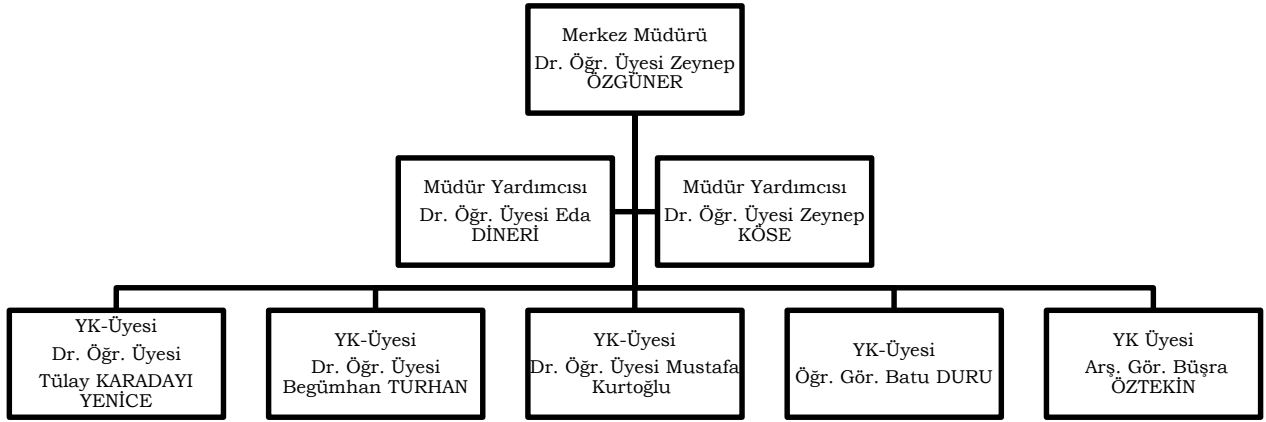 Merkez Müdürü
Dr. Öğr. Üyesi Zeynep
ÖZGÜNER
Müdür Yardımcısı
Dr. Öğr. Üyesi Eda
DİNERİ
Müdür Yardımcısı
Dr. Öğr. Üyesi Zeynep
KÖSE
YK-Üyesi
Dr. Öğr. Üyesi
Tülay KARADAYI
YENİCE
YK-Üyesi
Dr. Öğr. Üyesi
Begümhan TURHAN
YK-Üyesi
Dr. Öğr. Üyesi Mustafa
Kurtoğlu
YK-Üyesi
Öğr. Gör. Batu DURU
YK Üyesi
Arş. Gör. Büşra
ÖZTEKİN